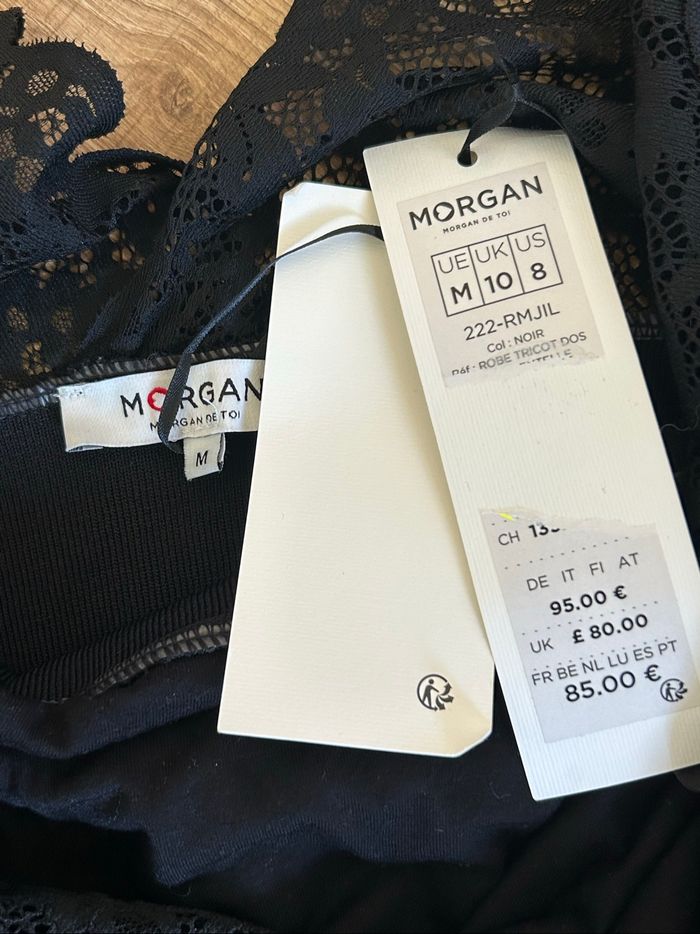 MORGAN
MORGAN DE TOI
UE UK US
M 10 8
222-RMJIL
Col : NOIR
Réf : ROBE TRICOT DOS
MORGAN
MORGAN DE TOI
M
CH
DE IT FI AT
95.00 €
UK £ 80.00
FR BE NL LU ES PT
85.00 €